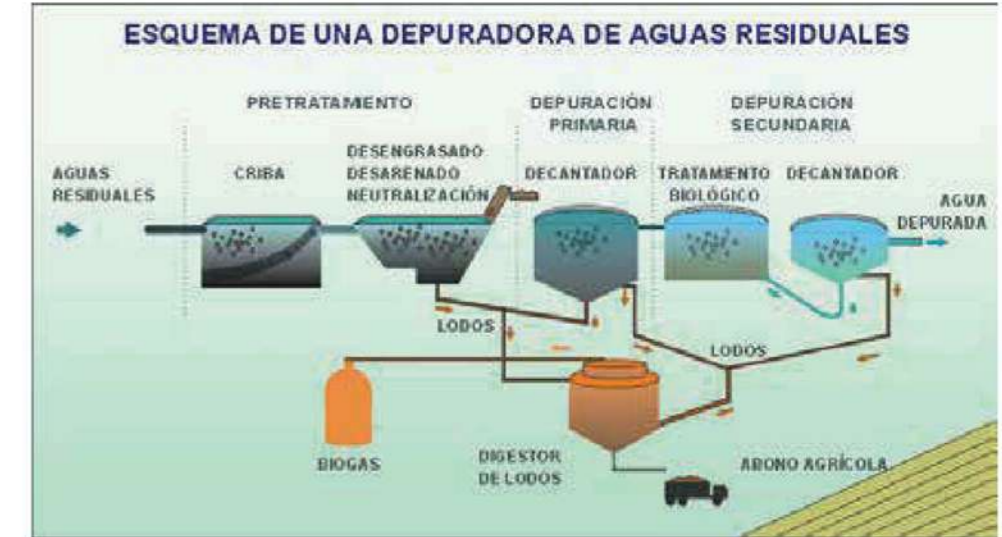 ESQUEMA DE UNA DEPURADORA DE AGUAS RESIDUALES
PRETRATAMIENTO
DEPURACIÓN
PRIMARIA
DEPURACIÓN
SECUNDARIA
AGUAS
RESIDUALES
CRIBA
DESENGRASADO
DESARENADO
NEUTRALIZACIÓN
DECANTADOR
TRATAMIENTO
BIOLÓGICO
DECANTADOR
AGUA
DEPURADA
LODOS
LODOS
BIOGAS
DIGESTOR
DE LODOS
ABONO AGRÍCOLA